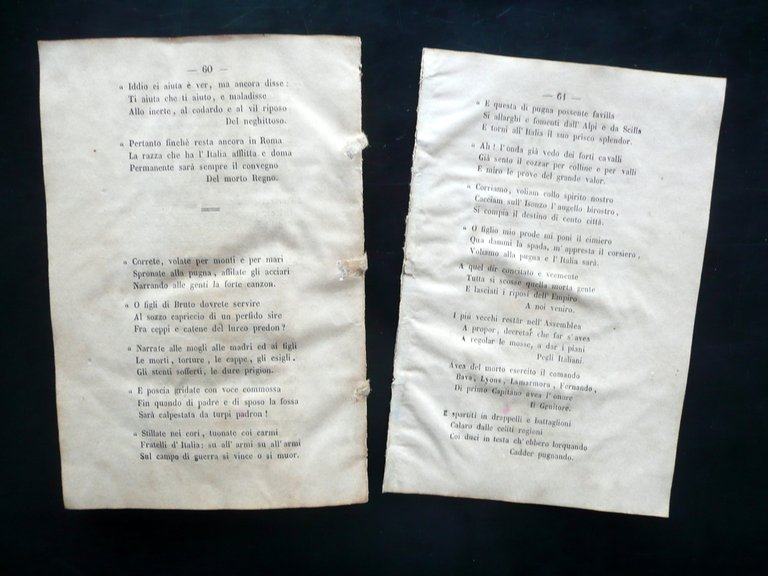 — 60 —
« Iddio ci aiuta è ver, ma ancora disse:
Ti aiuta che ti aiuto, e maladisse
Allo inerte, al codardo e al vil riposo
Del neghittoso.
« Pertanto finchè resta ancora in Roma
La razza che ha l'Italia afflitta e doma
Permanente sarà sempre il convegno
Del morto Regno.
« Correte, volate per monti e per mari
Spronate alla pugna, affilate gli acciari
Narrando alle genti la forte canzon.
« O figli di Bruto dovrete servire
Al sozzo capriccio di un perfido sire
Fra ceppi e catene del lurco predon?
« Narrate alle mogli alle madri ed ai figli
Le morti, torture, le cappe, gli esigli,
Gli stenti sofferti, le dure prigion.
« E poscia gridate con voce commossa
Fin quando di padre e di sposo la fossa
Sarà calpestata da turpi padron!
« Stillate nei cori, tuonate coi carmi
Fratelli d'Italia: su all'armi su all'armi
Sul campo di guerra si vince o si muor.
— 61 —
« E questa di pugna possente favilla
Si allarghi e fomenti dall'Alpi e da Scilla
E torni all'Italia il suo prisco splendor.
« Ah! l'onda già vedo dei forti cavalli
Già sento il cozzar per colline e per valli
E miro le prove del grande valor.
« Corriamo, voliam collo spirito nostro
Cacciam sull'Isonzo l'augello birostro,
Si compia il destino di cento città.
« O figlio mio prode mi poni il cimiero
Qua dammi la spada, m'appresta il corsiero,
Voliamo alla pugna e l'Italia sarà.
A quel dir concitato e veemente
Tutta si scosse quella morta gente
E lasciati i riposi dell'Empiro
A noi veniro.
I più vecchi restâr nell'Assemblea
A propor, decretar che far s'avea
A regolar le mosse, a dar i piani
Pegli Italiani.
Avea del morto esercito il comando
Bava, Lyons, Lamarmora, Fernando,
Di primo Capitano avea l'onore
Il Genitore.
E spartiti in drappelli e battaglioni
Calaro dalle celiti regioni
Coi duci in testa ch'ebbero lorquando
Cadder pugnando.